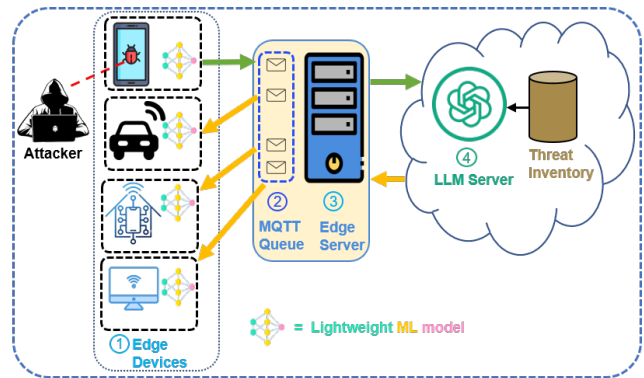 Attacker
① Edge
Devices
② MQTT
Queue
③ Edge
Server
④ LLM Server
Threat
Inventory
= Lightweight ML model